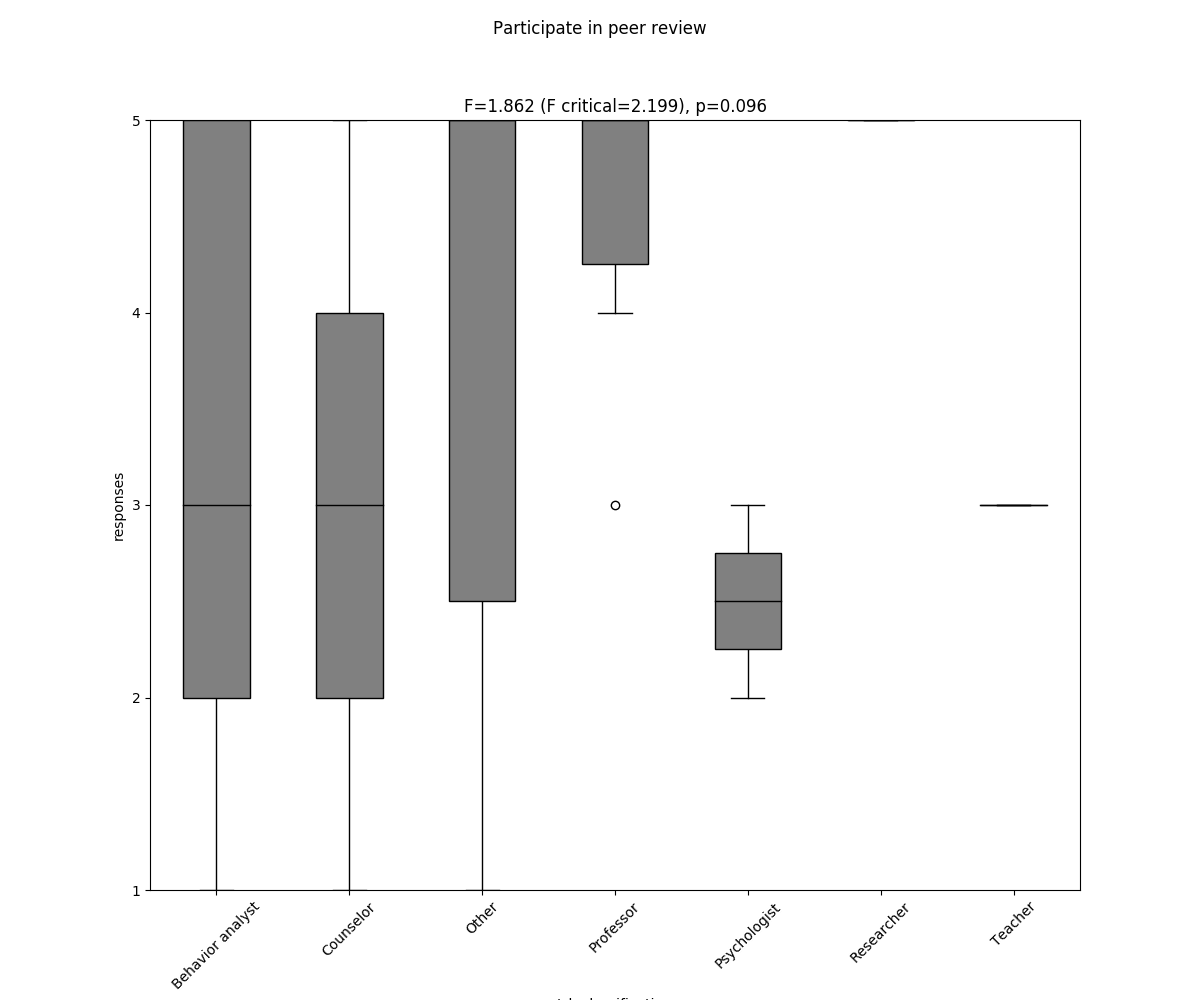 Participate in peer review
F=1.862 (F critical=2.199), p=0.096
5
4
3
2
1
responses
Behavior analyst
Counselor
Other
Professor
Psychologist
Researcher
Teacher